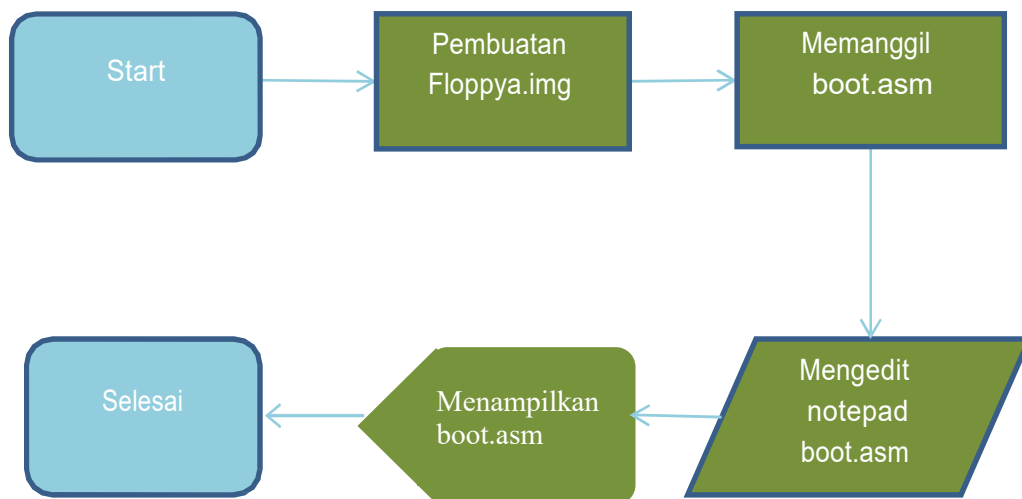 Start
Pembuatan
Floppya.img
Memanggil
boot.asm
Mengedit
notepad
boot.asm
Menampilkan
boot.asm
Selesai